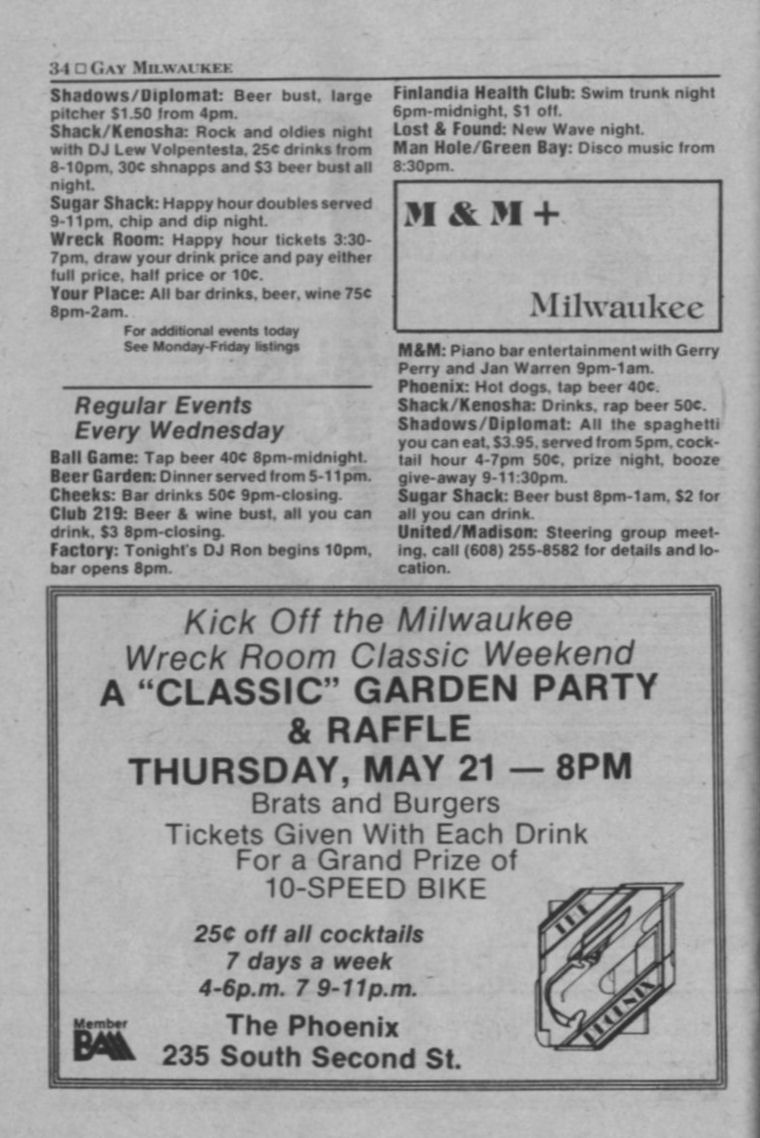 34 □ GAY MILWAUKEE
Shadows/Diplomat: Beer bust, large
pitcher $1.50 from 4pm.
Shack/Kenosha: Rock and oldies night
with DJ Lew Volpentesta, 25¢ drinks from
8-10pm, 30¢ shnapps and $3 beer bust all
night.
Sugar Shack: Happy hour doubles served
9-11pm, chip and dip night.
Wreck Room: Happy hour tickets 3:30-
7pm, draw your drink price and pay either
full price, half price or 10¢.
Your Place: All bar drinks, beer, wine 75¢
8pm-2am.
For additional events today
See Monday-Friday listings
Regular Events
Every Wednesday
Ball Game: Tap beer 40¢ 8pm-midnight.
Beer Garden: Dinner served from 5-11pm.
Cheeks: Bar drinks 50¢ 9pm-closing.
Club 219: Beer & wine bust, all you can
drink, $3 8pm-closing.
Factory: Tonight's DJ Ron begins 10pm,
bar opens 8pm.
Finlandia Health Club: Swim trunk night
6pm-midnight, $1 off.
Lost & Found: New Wave night.
Man Hole/Green Bay: Disco music from
8:30pm.
M & M +
Milwaukee
M&M: Piano bar entertainment with Gerry
Perry and Jan Warren 9pm-1am.
Phoenix: Hot dogs, tap beer 40¢.
Shack/Kenosha: Drinks, rap beer 50¢.
Shadows/Diplomat: All the spaghetti
you can eat, $3.95, served from 5pm, cock-
tail hour 4-7pm 50¢, prize night, booze
give-away 9-11:30pm.
Sugar Shack: Beer bust 8pm-1am, $2 for
all you can drink.
United/Madison: Steering group meet-
ing, call (608) 255-8582 for details and lo-
cation.
Kick Off the Milwaukee
Wreck Room Classic Weekend
A “CLASSIC” GARDEN PARTY
& RAFFLE
THURSDAY, MAY 21 — 8PM
Brats and Burgers
Tickets Given With Each Drink
For a Grand Prize of
10-SPEED BIKE
25¢ off all cocktails
7 days a week
4-6p.m. 7 9-11p.m.
The Phoenix
235 South Second St.
Member
BAM
THE
PHOENIX